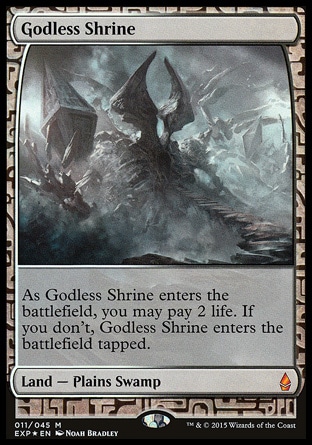 Godless Shrine
As Godless Shrine enters the
battlefield, you may pay 2 life. If
you don't, Godless Shrine enters the
battlefield tapped.
Land — Plains Swamp
011/045 M
EXP ★ EN NOAH BRADLEY
™ & © 2015 Wizards of the Coast